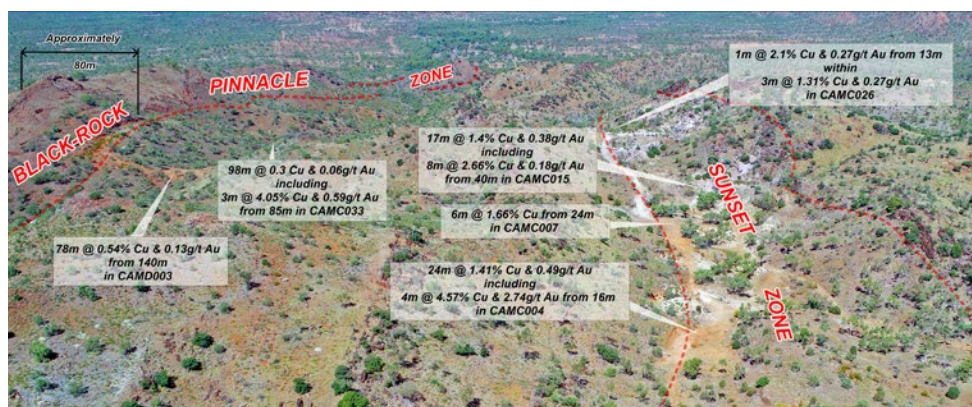 Approximately
80m
BLACK-ROCK
PINNACLE
ZONE
1m @ 2.1% Cu & 0.27g/t Au from 13m
within
3m @ 1.31% Cu & 0.27g/t Au
in CAMC026
17m @ 1.4% Cu & 0.38g/t Au
including
8m @ 2.66% Cu & 0.18g/t Au
from 40m in CAMC015
98m @ 0.3 Cu & 0.06g/t Au
including
3m @ 4.05% Cu & 0.59g/t Au
from 85m in CAMC033
6m @ 1.66% Cu from 24m
in CAMC007
78m @ 0.54% Cu & 0.13g/t Au
from 140m
in CAMD003
24m @ 1.41% Cu & 0.49g/t Au
including
4m @ 4.57% Cu & 2.74g/t Au from 16m
in CAMC004
SUNSET
ZONE